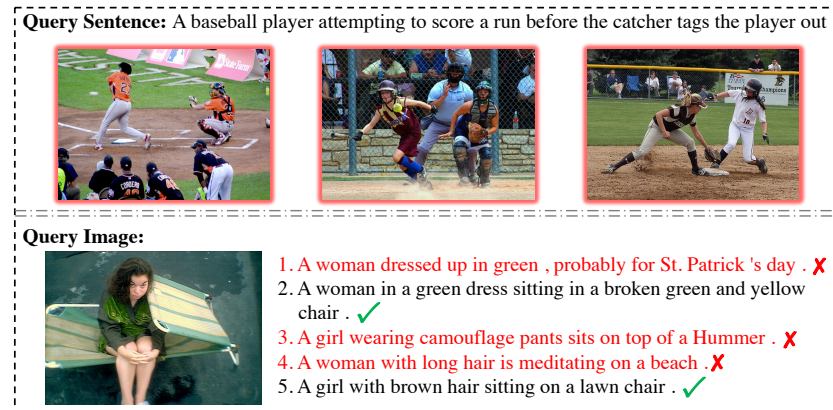 Query Sentence: A baseball player attempting to score a run before the catcher tags the player out
State Farm
18
Query Image:
1. A woman dressed up in green , probably for St. Patrick 's day . ✗
2. A woman in a green dress sitting in a broken green and yellow
chair . ✓
3. A girl wearing camouflage pants sits on top of a Hummer . ✗
4. A woman with long hair is meditating on a beach . ✗
5. A girl with brown hair sitting on a lawn chair . ✓